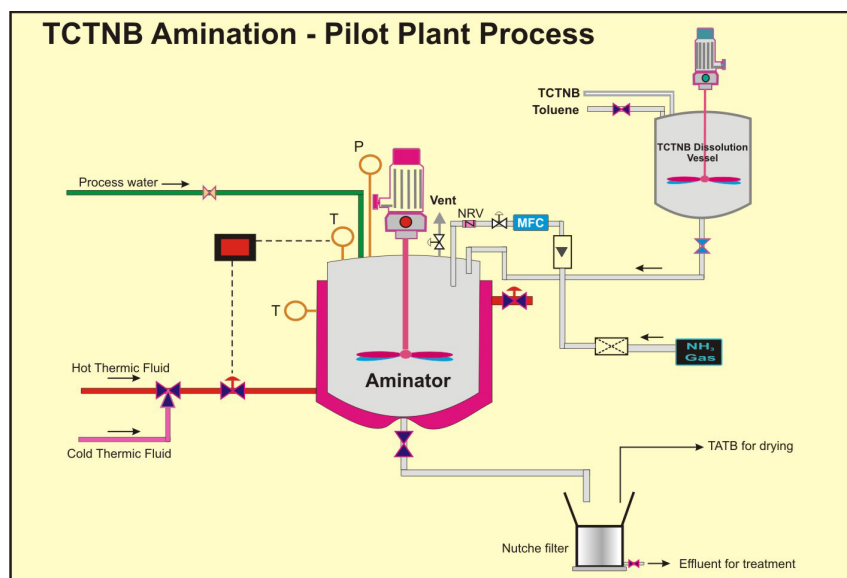 TCTNB Amination - Pilot Plant Process
TCTNB
Toluene
TCTNB Dissolution
Vessel
P
Process water
Vent
NRV
MFC
T
T
NH₃
Gas
Hot Thermic Fluid
Aminator
Cold Thermic Fluid
TATB for drying
Nutche filter
Effluent for treatment